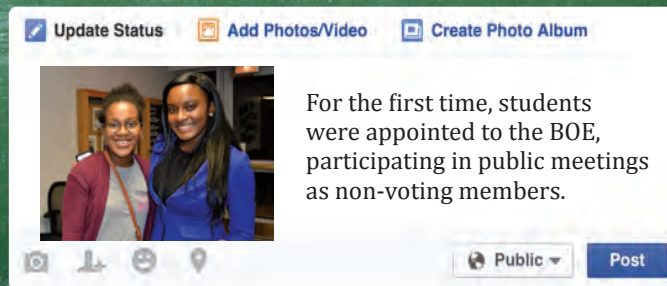 Update Status Add Photos/Video Create Photo Album
For the first time, students
were appointed to the BOE,
participating in public meetings
as non-voting members.
Public Post